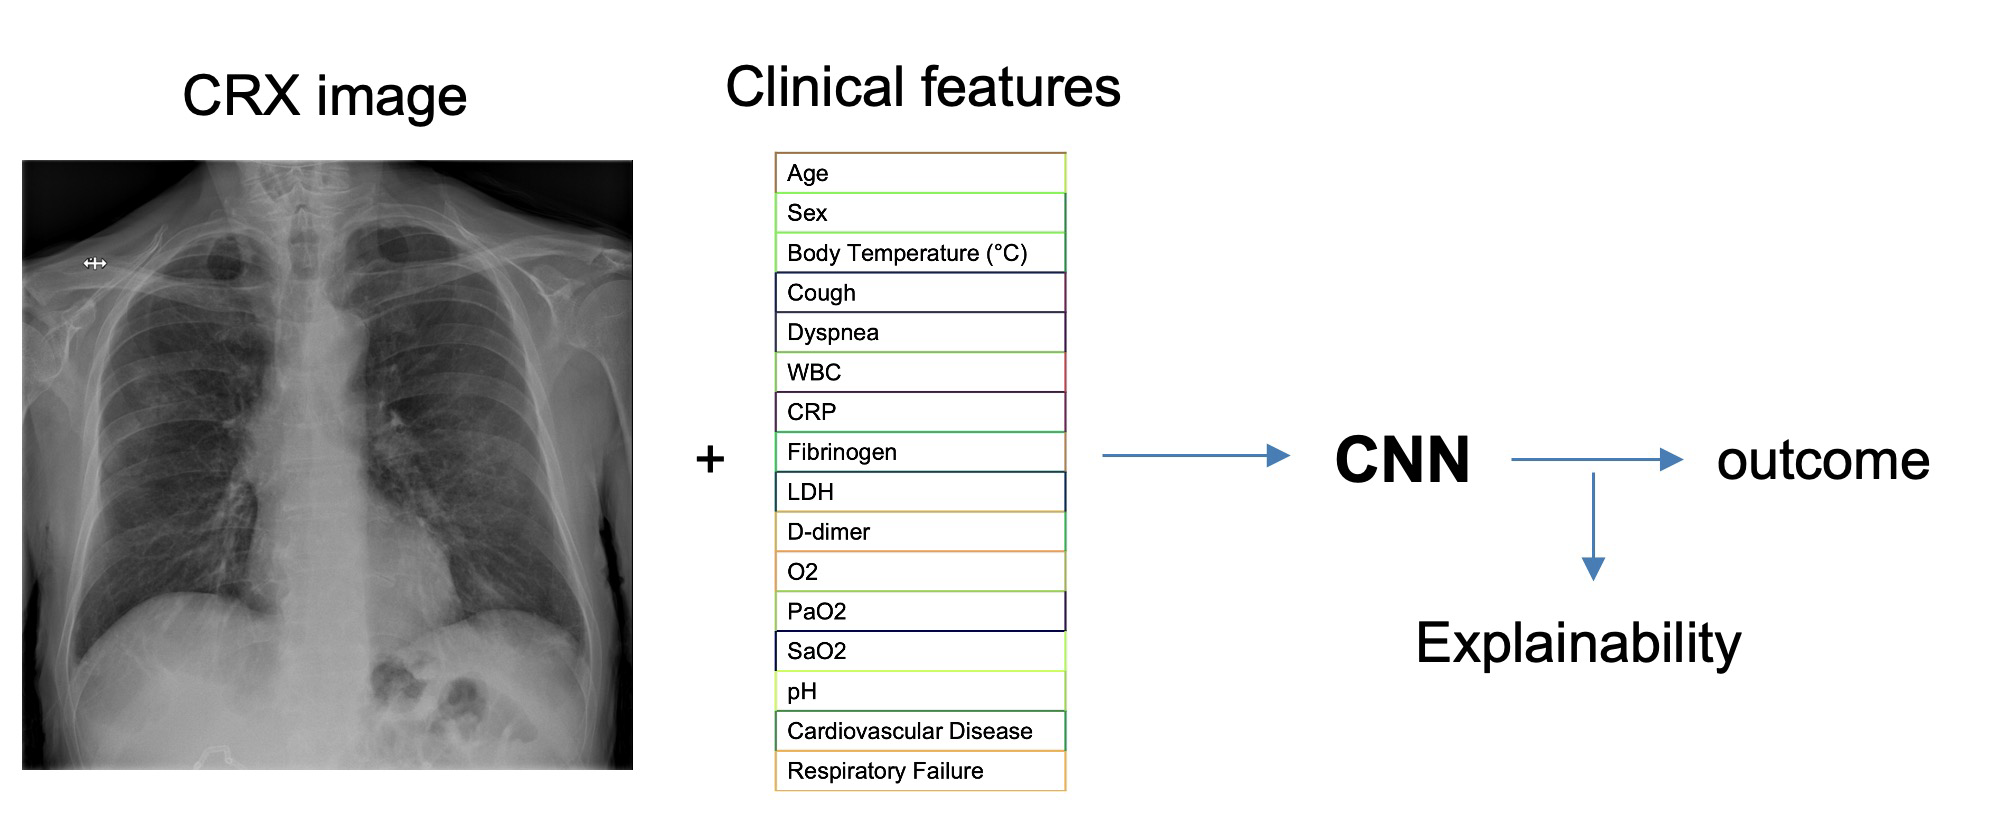 CRX image
Clinical features
Age
Sex
Body Temperature (°C)
Cough
Dyspnea
WBC
CRP
Fibrinogen
LDH
D-dimer
O2
PaO2
SaO2
pH
Cardiovascular Disease
Respiratory Failure
+
CNN
outcome
Explainability